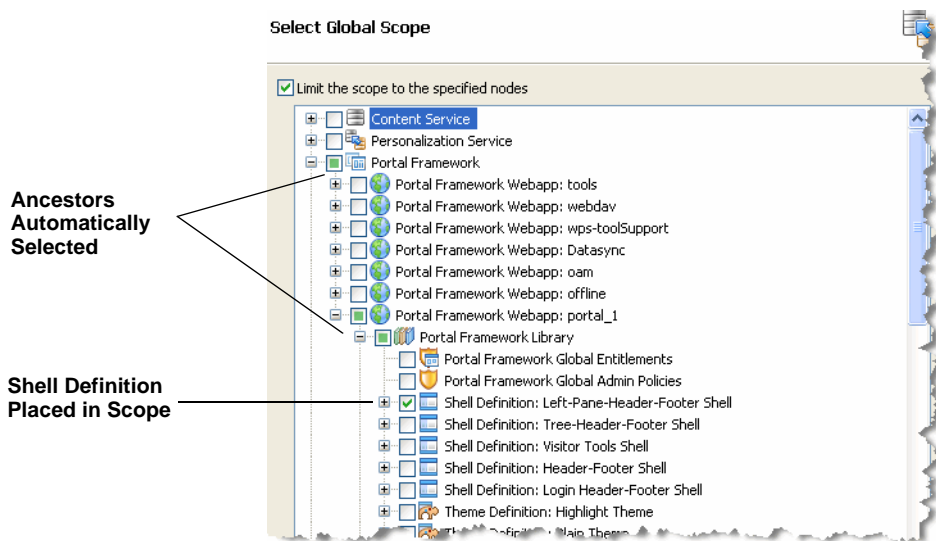 Select Global Scope
Limit the scope to the specified nodes
Content Service
Personalization Service
Portal Framework
Portal Framework Webapp: tools
Portal Framework Webapp: webdav
Portal Framework Webapp: wps-toolSupport
Portal Framework Webapp: Datasync
Portal Framework Webapp: oam
Portal Framework Webapp: offline
Portal Framework Webapp: portal_1
Portal Framework Library
Portal Framework Global Entitlements
Portal Framework Global Admin Policies
Shell Definition: Left-Pane-Header-Footer Shell
Shell Definition: Tree-Header-Footer Shell
Shell Definition: Visitor Tools Shell
Shell Definition: Header-Footer Shell
Shell Definition: Login Header-Footer Shell
Theme Definition: Highlight Theme
Ancestors
Automatically
Selected
Shell Definition
Placed in Scope